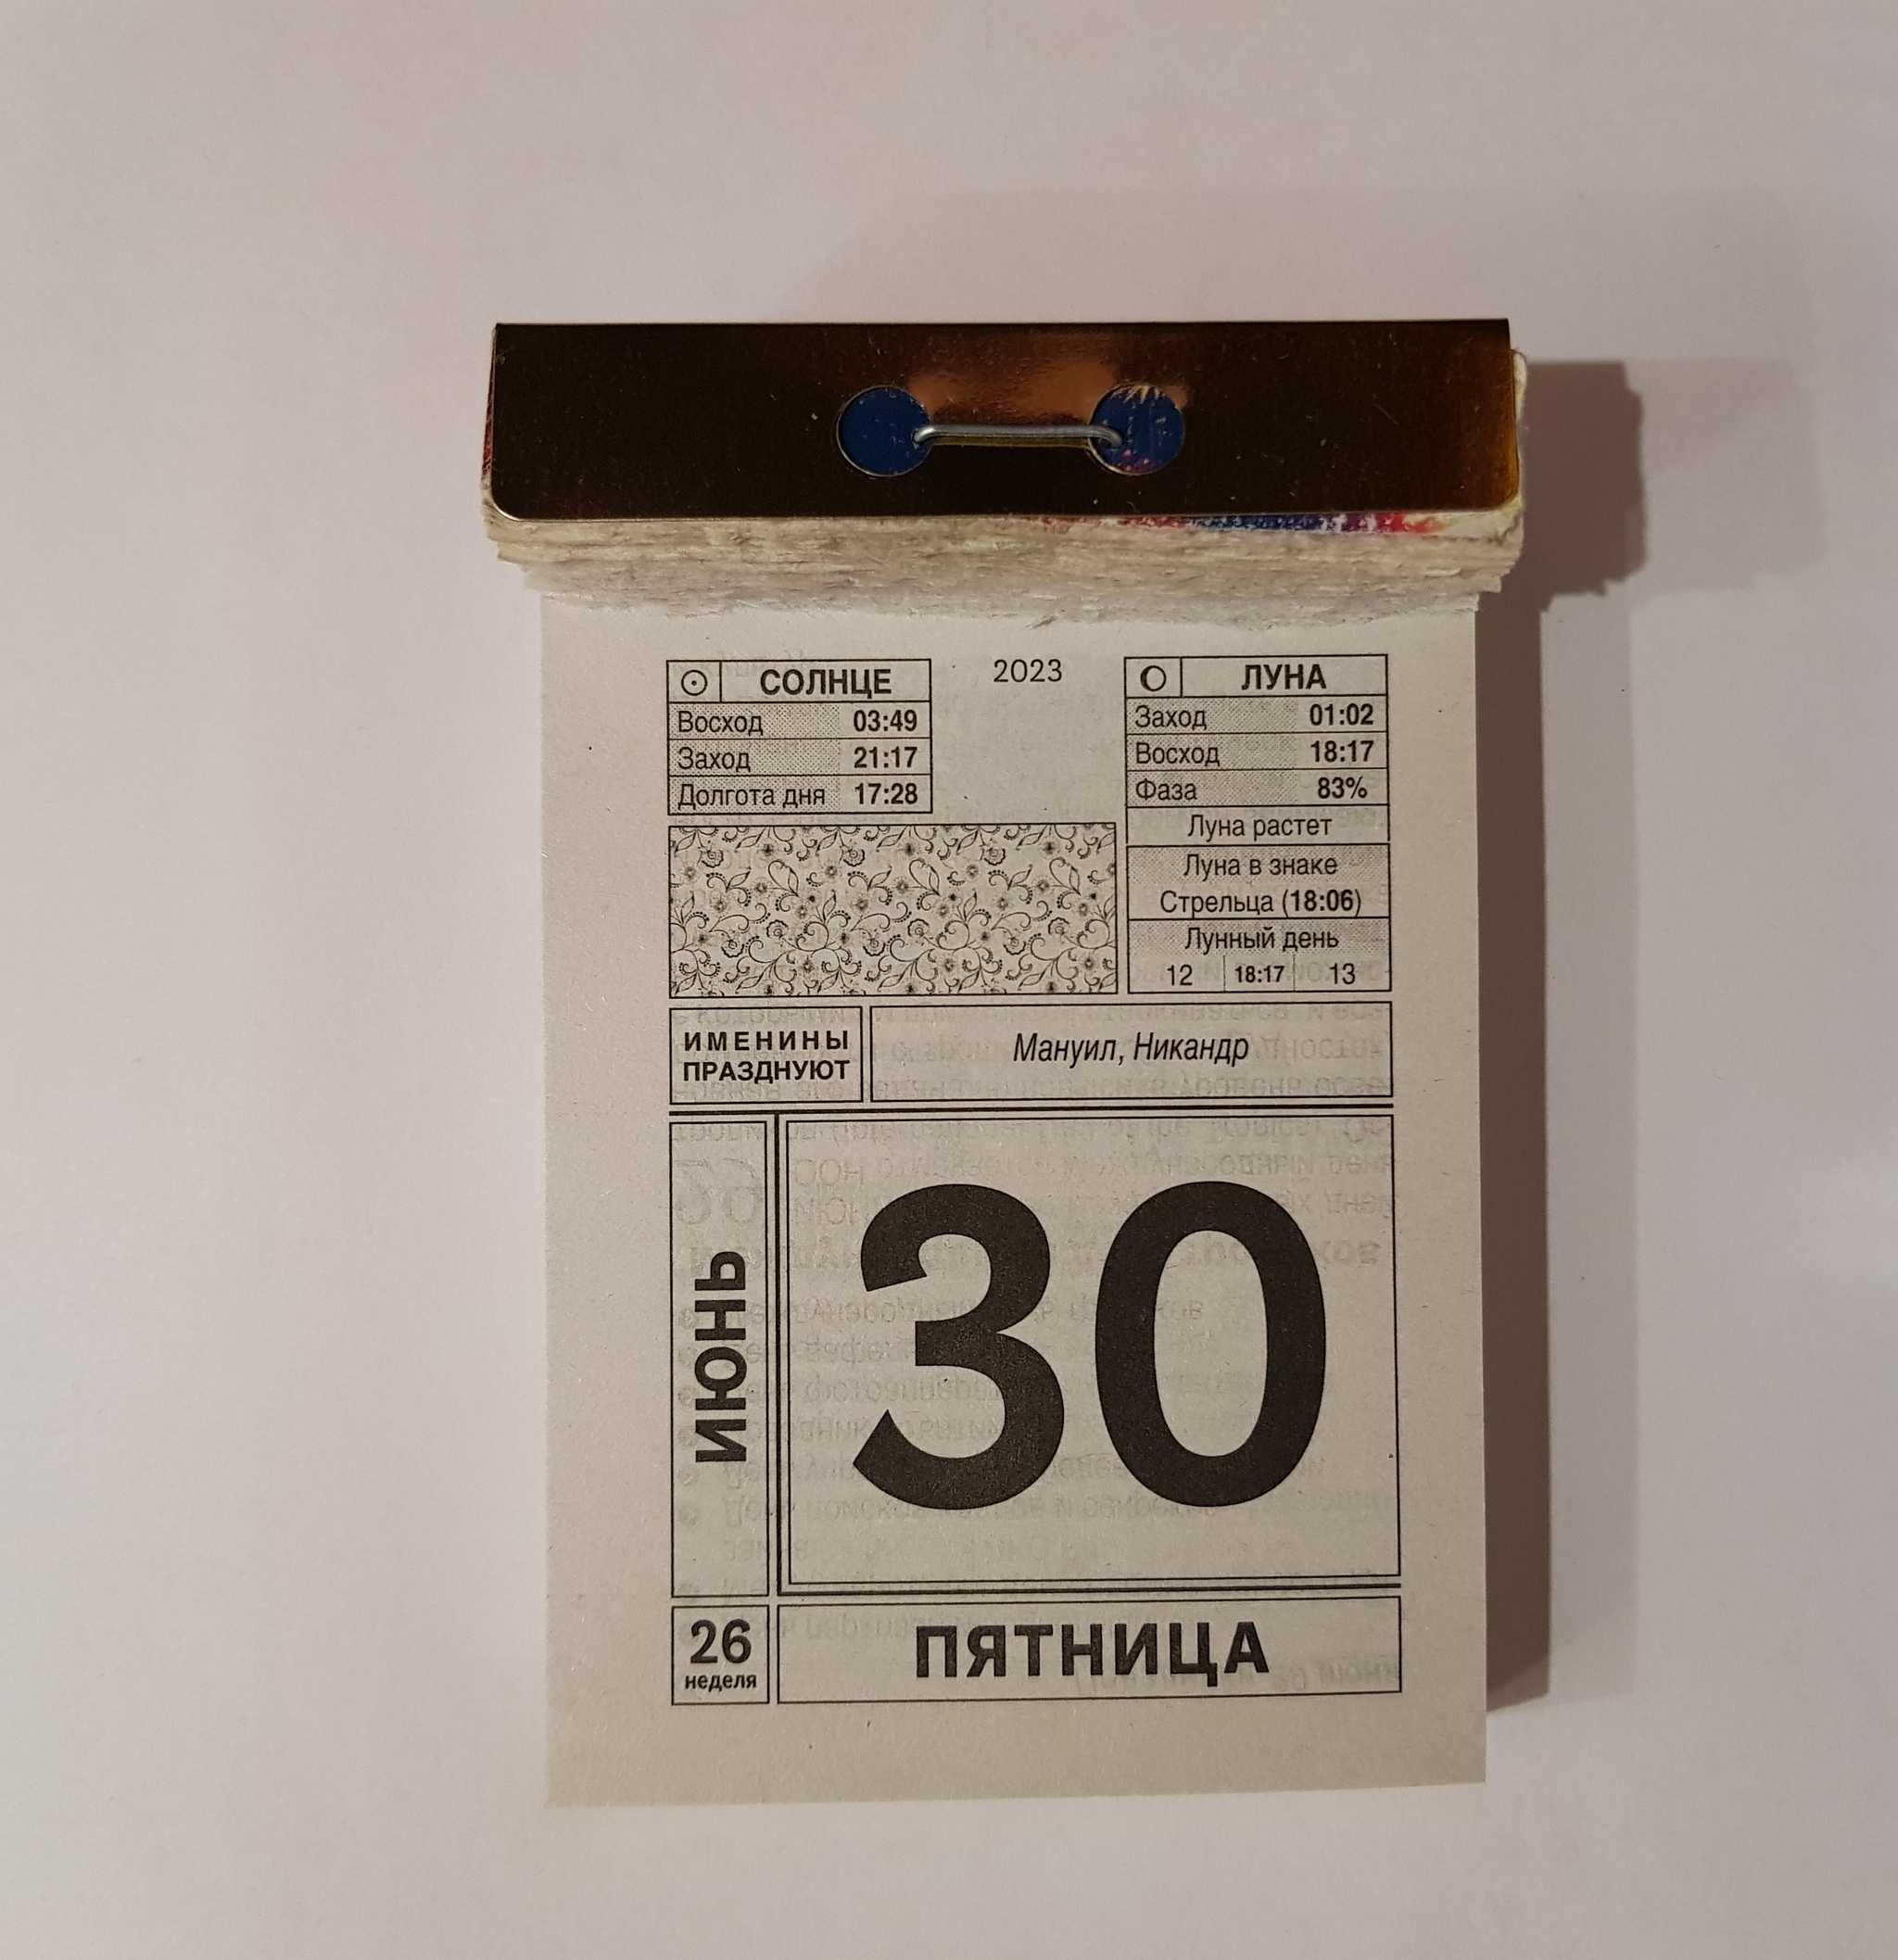 СОЛНЦЕ
Восход 03:49
Заход 21:17
Долгота дня 17:28
2023
ЛУНА
Заход 01:02
Восход 18:17
Фаза 83%
Луна растет
Луна в знаке
Стрельца (18:06)
Лунный день
12 18:17 13
ИМЕНИНЫ
ПРАЗДНУЮТ
Мануил, Никандр
ИЮНЬ
30
26
неделя
ПЯТНИЦА